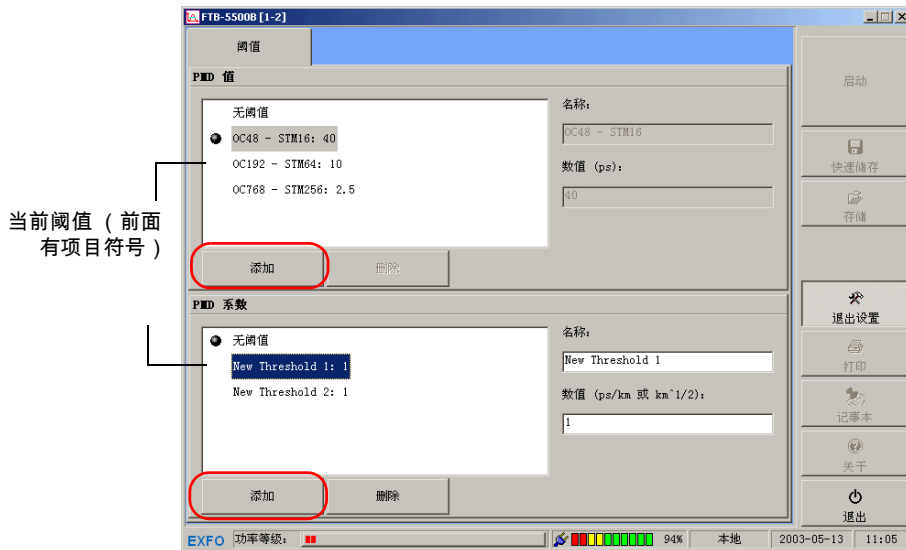 FTB-5500B [1-2]
阈值
PMD 值
无阈值
OC48 - STM16: 40
OC192 - STM64: 10
OC768 - STM256: 2.5
名称:
OC48 - STM16
数值 (ps):
40
添加
删除
当前阈值 ( 前面
有项目符号 )
PMD 系数
无阈值
New Threshold 1: 1
New Threshold 2: 1
名称:
New Threshold 1
数值 (ps/km 或 km^1/2):
1
添加
删除
启动
快速储存
存储
退出设置
打印
记事本
关于
退出
EXFO 功率等级: 94% 本地 2003-05-13 11:05